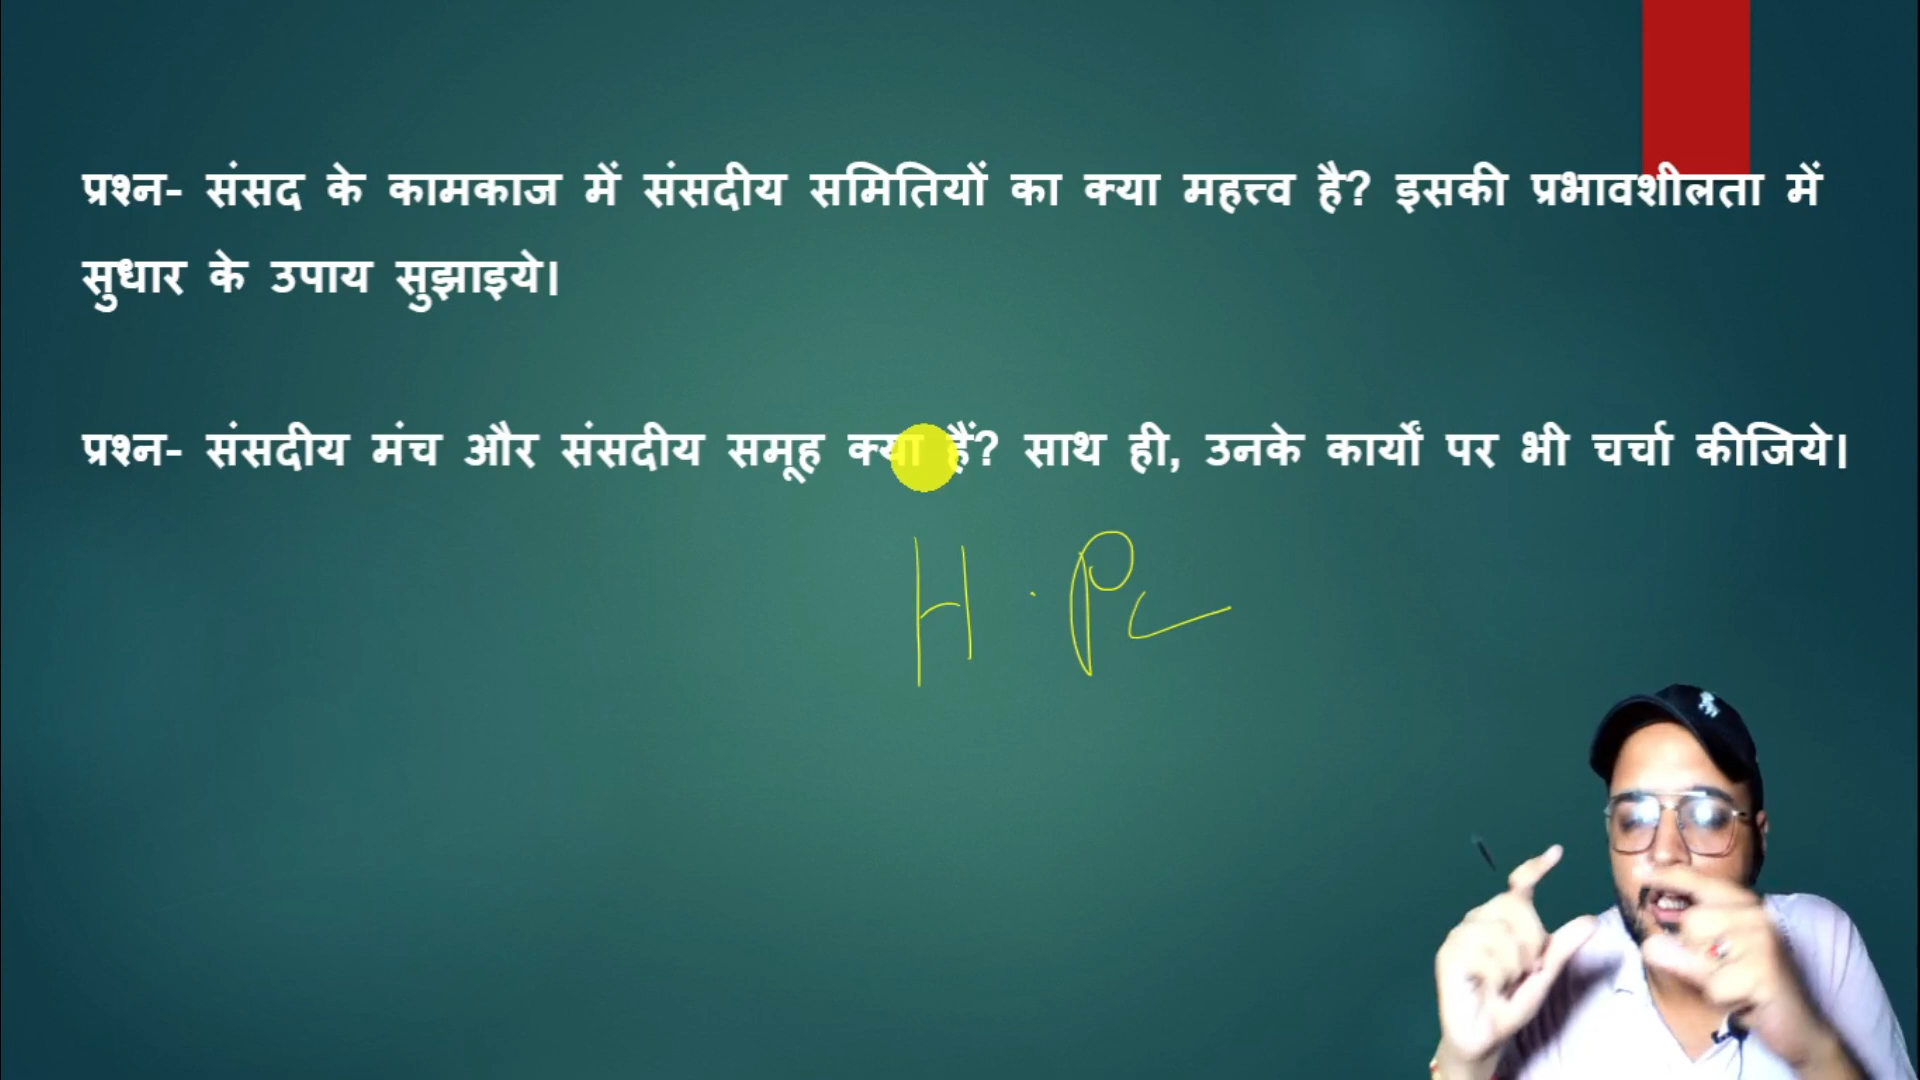 प्रश्न- संसद के कामकाज में संसदीय समितियों का क्या महत्त्व है? इसकी प्रभावशीलता में
सुधार के उपाय सुझाइये।
प्रश्न- संसदीय मंच और संसदीय समूह क्या हैं? साथ ही, उनके कार्यों पर भी चर्चा कीजिये।
H.Pc